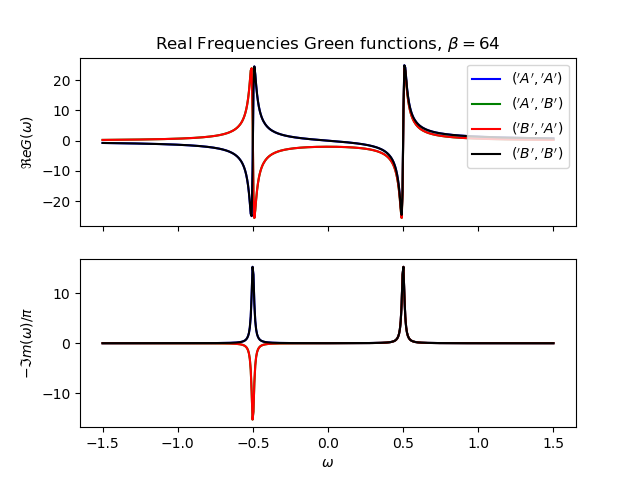 Real Frequencies Green functions, β = 64
ℜeG(ω)
20
10
0
−10
−20
('A', 'A')
('A', 'B')
('B', 'A')
('B', 'B')
−ℑm(ω)/π
10
0
−10
−1.5 −1.0 −0.5 0.0 0.5 1.0 1.5
ω